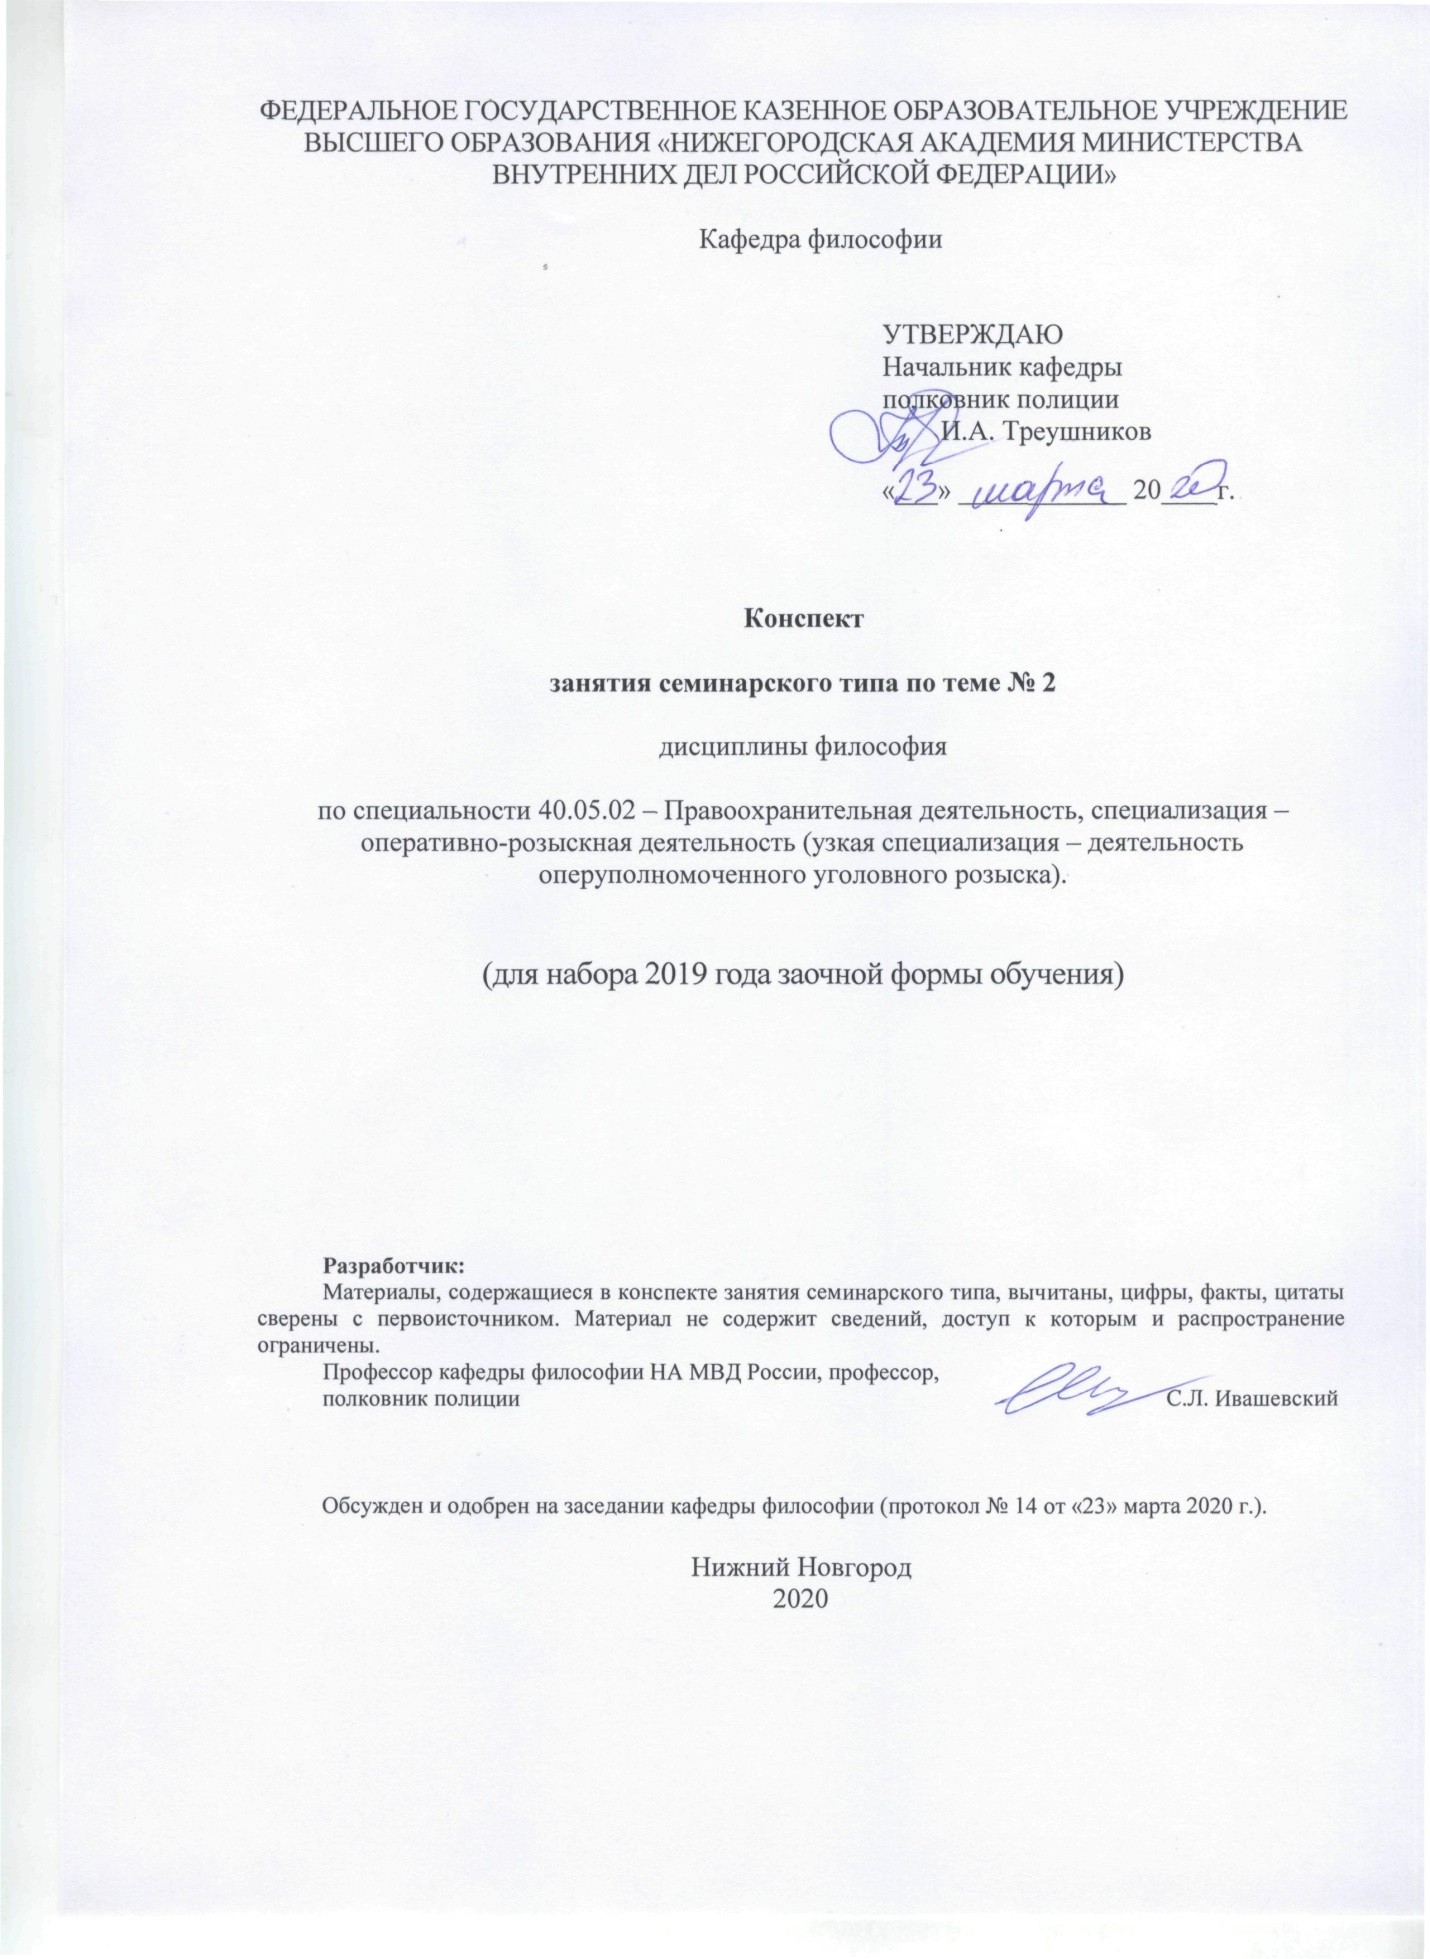 ФЕДЕРАЛЬНОЕ ГОСУДАРСТВЕННОЕ КАЗЕННОЕ ОБРАЗОВАТЕЛЬНОЕ УЧРЕЖДЕНИЕ
ВЫСШЕГО ОБРАЗОВАНИЯ «НИЖЕГОРОДСКАЯ АКАДЕМИЯ МИНИСТЕРСТВА
ВНУТРЕННИХ ДЕЛ РОССИЙСКОЙ ФЕДЕРАЦИИ»
Кафедра философии
УТВЕРЖДАЮ
Начальник кафедры
полковник полиции
И.А. Треушников
«23» марта 2020 г.
Конспект
занятия семинарского типа по теме № 2
дисциплины философия
по специальности 40.05.02 – Правоохранительная деятельность, специализация –
оперативно-розыскная деятельность (узкая специализация – деятельность
оперуполномоченного уголовного розыска).
(для набора 2019 года заочной формы обучения)
Разработчик:
Материалы, содержащиеся в конспекте занятия семинарского типа, вычитаны, цифры, факты, цитаты
сверены с первоисточником. Материал не содержит сведений, доступ к которым и распространение
ограничены.
Профессор кафедры философии НА МВД России, профессор,
полковник полиции С.Л. Ивашевский
Обсужден и одобрен на заседании кафедры философии (протокол № 14 от «23» марта 2020 г.).
Нижний Новгород
2020